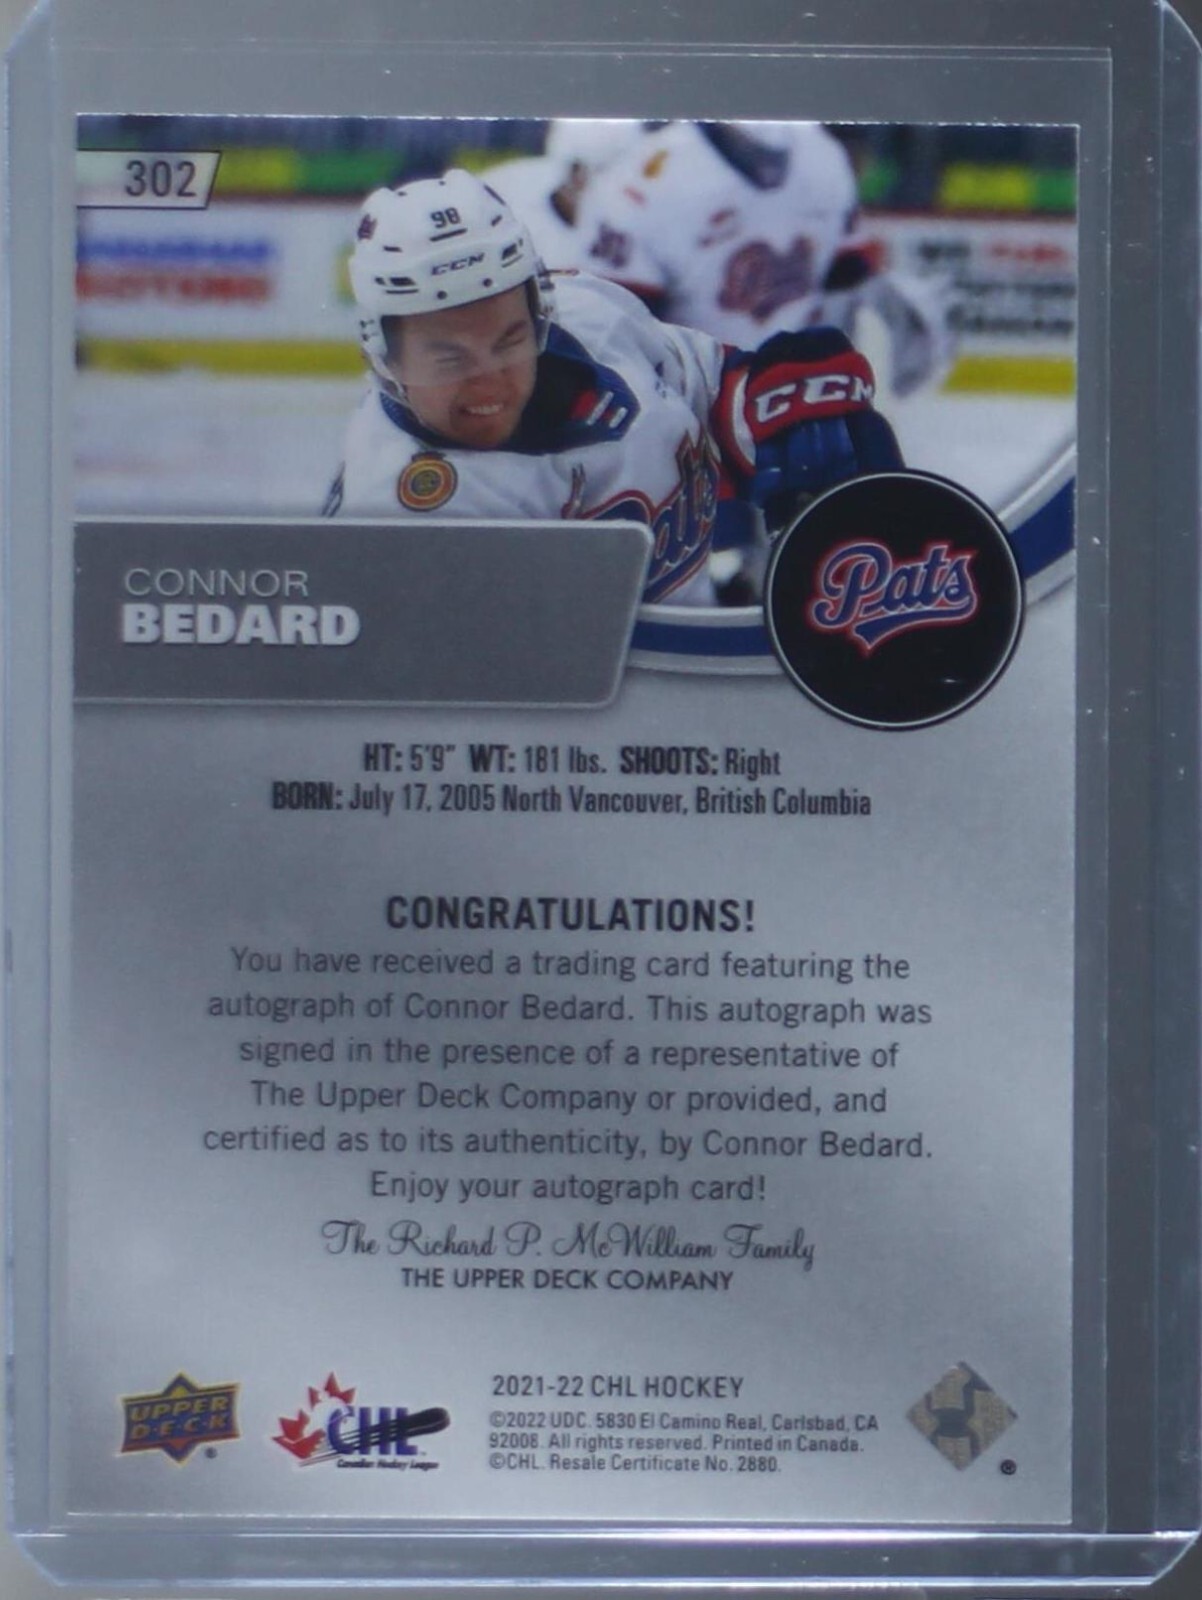 302
98
CCM
CCM
Pats
CONNOR
BEDARD
Pats
HT: 5'9" WT: 181 lbs. SHOOTS: Right
BORN: July 17, 2005 North Vancouver, British Columbia
CONGRATULATIONS!
You have received a trading card featuring the
autograph of Connor Bedard. This autograph was
signed in the presence of a representative of
The Upper Deck Company or provided, and
certified as to its authenticity, by Connor Bedard.
Enjoy your autograph card!
The Richard P. McWilliam Family
THE UPPER DECK COMPANY
UPPER
D·E·C·K
®
CHL
Canadian Hockey League
2021-22 CHL HOCKEY
©2022 UDC. 5830 El Camino Real, Carlsbad, CA
92008. All rights reserved. Printed in Canada.
©CHL. Resale Certificate No. 2880.
®